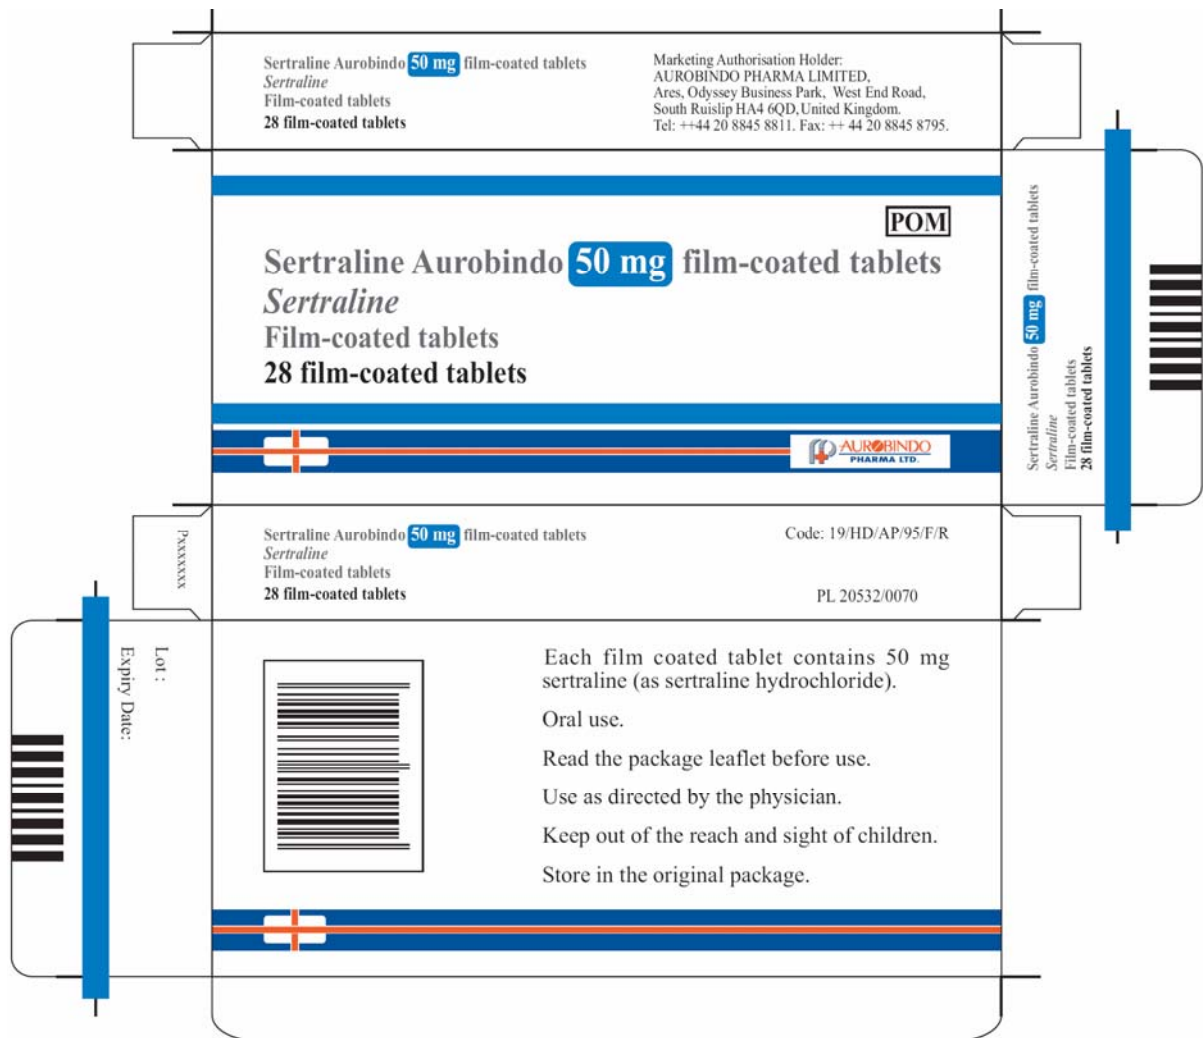 Sertraline Aurobindo 50 mg film-coated tablets
Sertraline
Film-coated tablets
28 film-coated tablets
Marketing Authorisation Holder:
AUROBINDO PHARMA LIMITED,
Ares, Odyssey Business Park, West End Road,
South Ruislip HA4 6QD, United Kingdom.
Tel: ++44 20 8845 8811. Fax: ++ 44 20 8845 8795.
POM
Sertraline Aurobindo 50 mg film-coated tablets
Sertraline
Film-coated tablets
28 film-coated tablets
AUROBINDO
PHARMA LTD.
Sertraline Aurobindo 50 mg film-coated tablets
Sertraline
Film-coated tablets
28 film-coated tablets
Pxxxxxxx
Sertraline Aurobindo 50 mg film-coated tablets
Sertraline
Film-coated tablets
28 film-coated tablets
Code: 19/HD/AP/95/F/R
PL 20532/0070
Lot :
Expiry Date:
Each film coated tablet contains 50 mg
sertraline (as sertraline hydrochloride).
Oral use.
Read the package leaflet before use.
Use as directed by the physician.
Keep out of the reach and sight of children.
Store in the original package.